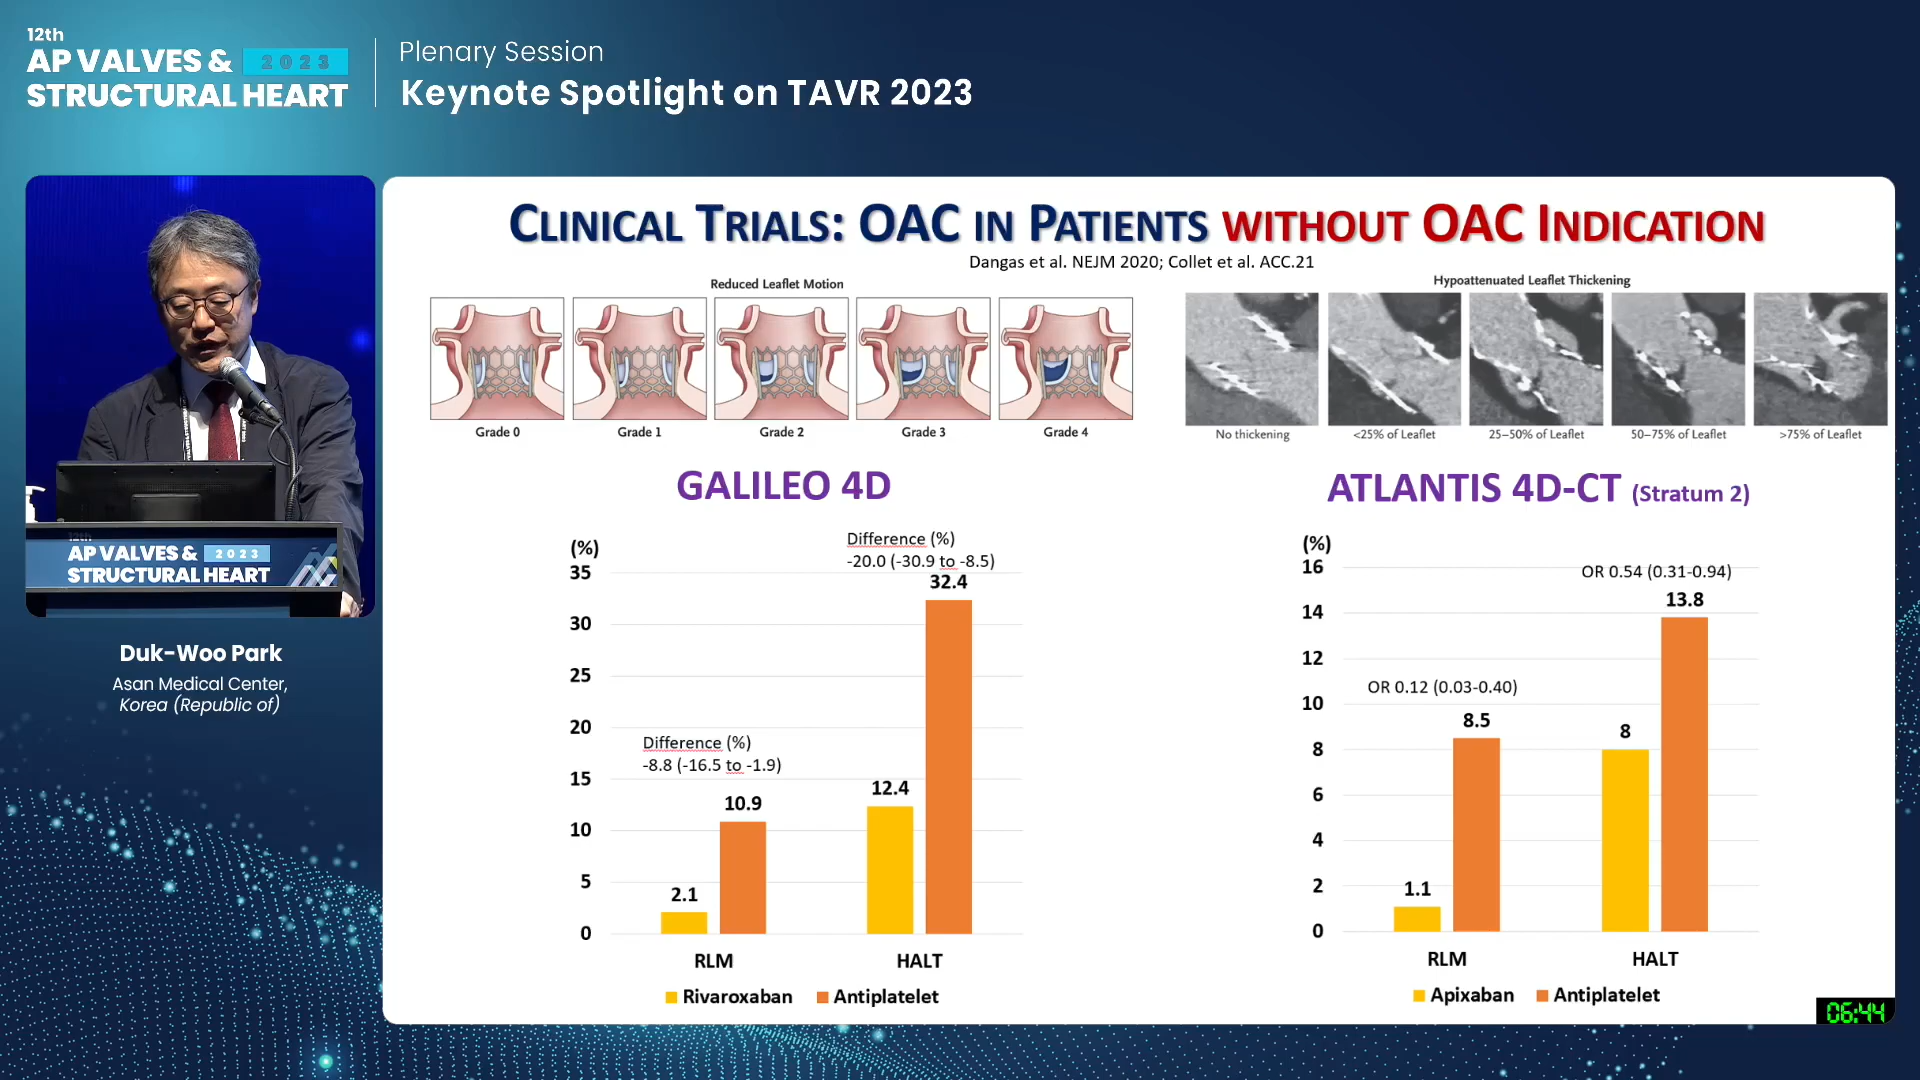 12th
AP VALVES & 2023
STRUCTURAL HEART
Plenary Session
Keynote Spotlight on TAVR 2023
12th
AP VALVES & 2023
STRUCTURAL HEART
Duk-Woo Park
Asan Medical Center,
Korea (Republic of)
CLINICAL TRIALS: OAC IN PATIENTS WITHOUT OAC INDICATION
Dangas et al. NEJM 2020; Collet et al. ACC.21
Reduced Leaflet Motion
Grade 0 Grade 1 Grade 2 Grade 3 Grade 4
Hypoattenuated Leaflet Thickening
No thickening <25% of Leaflet 25–50% of Leaflet 50–75% of Leaflet >75% of Leaflet
GALILEO 4D
(%)
35
30
25
20
15
10
5
0
Difference (%)
-8.8 (-16.5 to -1.9)
Difference (%)
-20.0 (-30.9 to -8.5)
2.1
10.9
12.4
32.4
RLM HALT
Rivaroxaban Antiplatelet
ATLANTIS 4D-CT (Stratum 2)
(%)
16
14
12
10
8
6
4
2
0
OR 0.12 (0.03-0.40)
OR 0.54 (0.31-0.94)
1.1
8.5
8
13.8
RLM HALT
Apixaban Antiplatelet
06:44